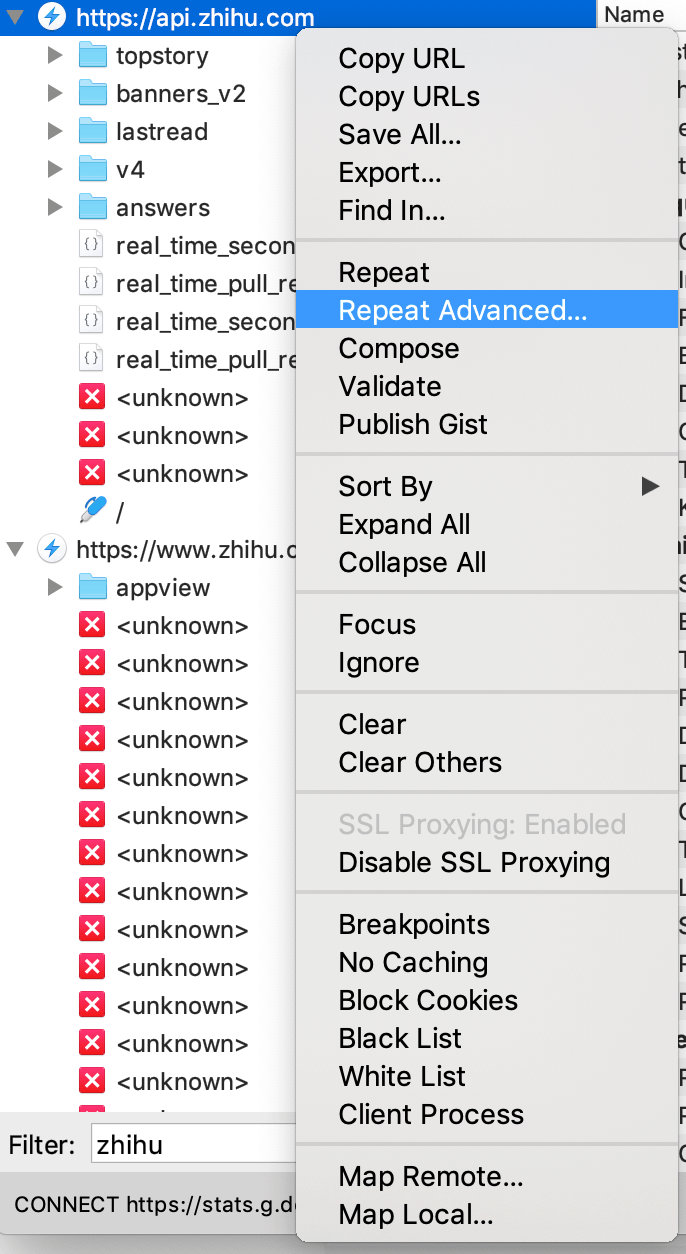 https://api.zhihu.com
Name
topstory
banners_v2
lastread
v4
answers
real_time_secon
real_time_pull_re
real_time_secon
real_time_pull_re
<unknown>
<unknown>
<unknown>
/
https://www.zhihu.c
appview
<unknown>
<unknown>
<unknown>
<unknown>
<unknown>
<unknown>
<unknown>
<unknown>
<unknown>
<unknown>
<unknown>
<unknown>
<unknown>
Filter:
zhihu
CONNECT https://stats.g.d
Copy URL
Copy URLs
Save All...
Export...
Find In...
Repeat
Repeat Advanced...
Compose
Validate
Publish Gist
Sort By
Expand All
Collapse All
Focus
Ignore
Clear
Clear Others
SSL Proxying: Enabled
Disable SSL Proxying
Breakpoints
No Caching
Block Cookies
Black List
White List
Client Process
Map Remote...
Map Local...